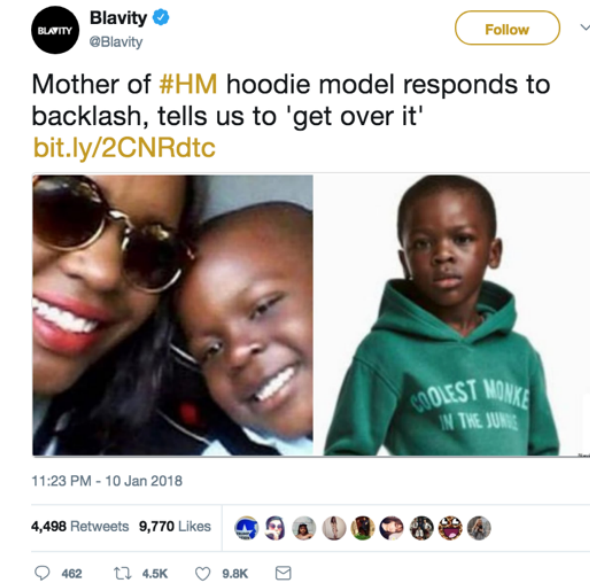 BLAVITY
Blavity
@Blavity
Follow
Mother of #HM hoodie model responds to
backlash, tells us to 'get over it'
bit.ly/2CNRdtc
COOLEST MONKE
IN THE JUNGLE
11:23 PM - 10 Jan 2018
4,498 Retweets 9,770 Likes
462 4.5K 9.8K